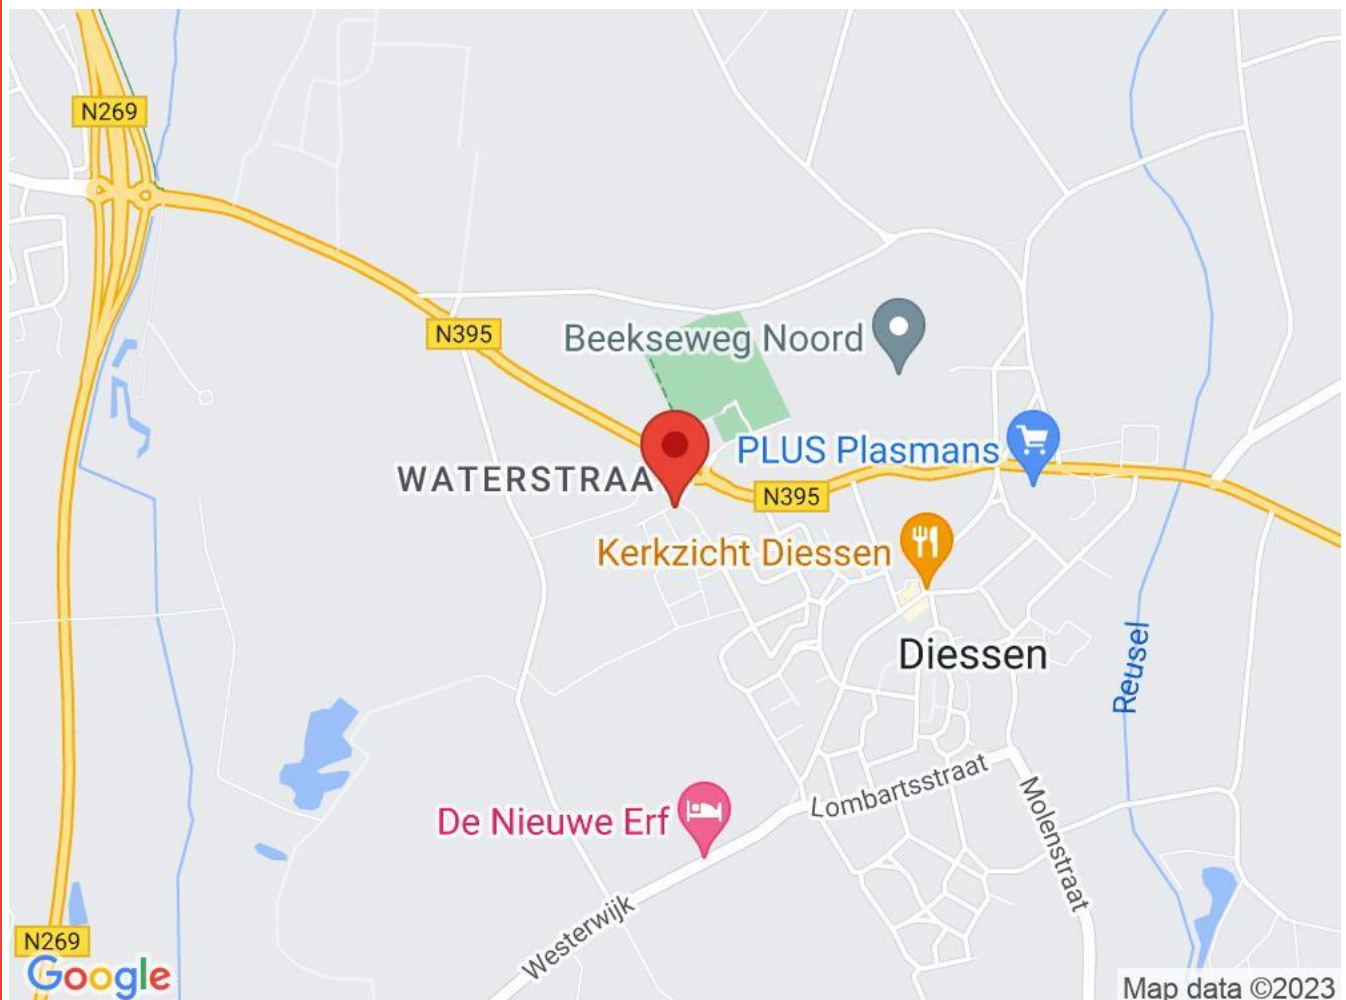 N269
N395
Beekseweg Noord
PLUS Plasmans
WATERSTRAA
N395
Kerkzicht Diessen
Diessen
Reusel
Lombartsstraat
De Nieuwe Erf
Molenstraat
Westerwijk
N269
Google
Map data ©2023